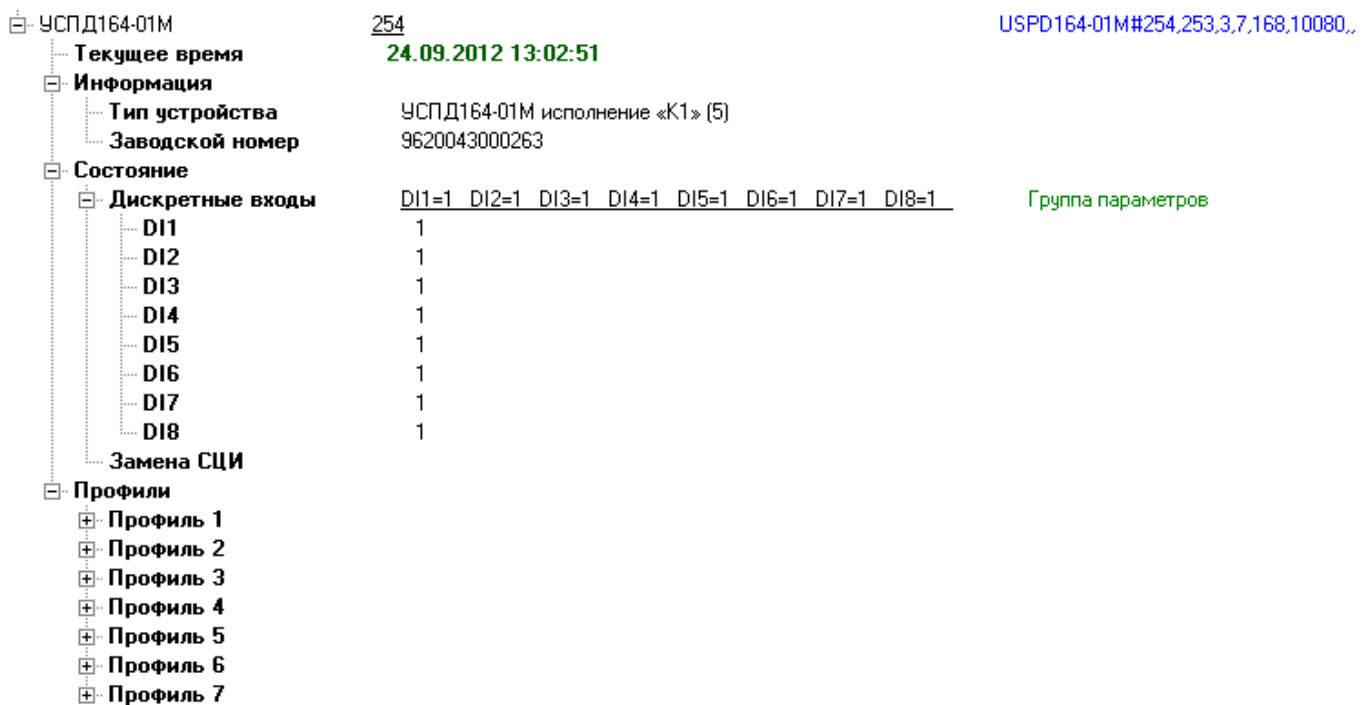 УСПД164-01М 254 USPD164-01M#254,253,3,7,168,10080,,
Текущее время 24.09.2012 13:02:51
Информация
Тип устройства УСПД164-01М исполнение «К1» (5)
Заводской номер 9620043000263
Состояние
Дискретные входы DI1=1 DI2=1 DI3=1 DI4=1 DI5=1 DI6=1 DI7=1 DI8=1 Группа параметров
DI1 1
DI2 1
DI3 1
DI4 1
DI5 1
DI6 1
DI7 1
DI8 1
Замена СЦИ
Профили
Профиль 1
Профиль 2
Профиль 3
Профиль 4
Профиль 5
Профиль 6
Профиль 7